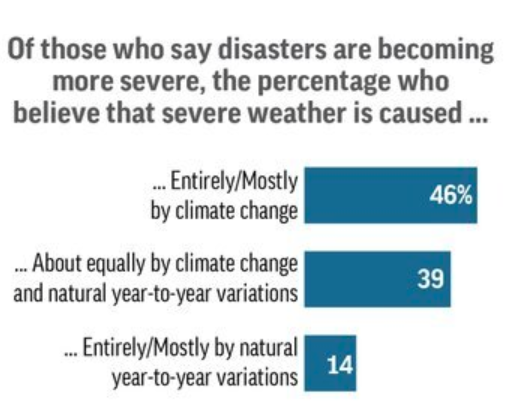 Of those who say disasters are becoming
more severe, the percentage who
believe that severe weather is caused ...
... Entirely/Mostly
by climate change
46%
... About equally by climate change
and natural year-to-year variations
39
... Entirely/Mostly by natural
year-to-year variations
14